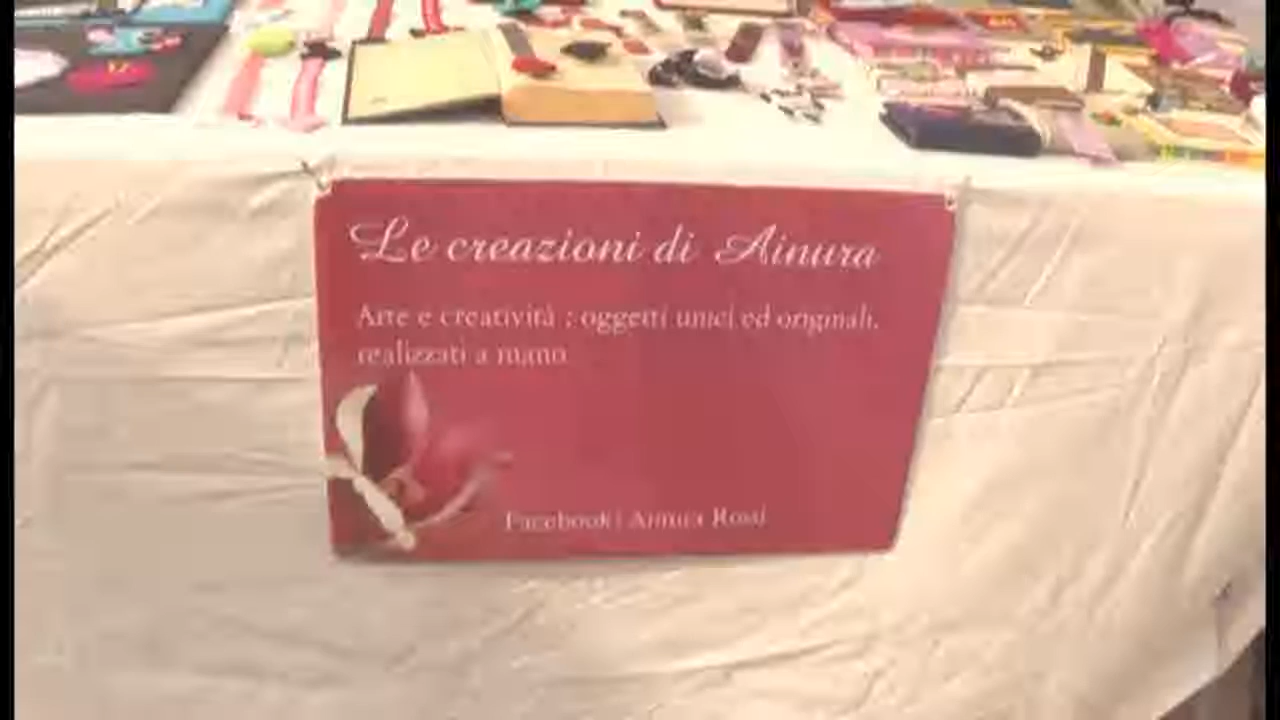 Le creazioni di Ainura
Arte e creatività : oggetti unici ed originali,
realizzati a mano
Facebook: Ainura Rossi